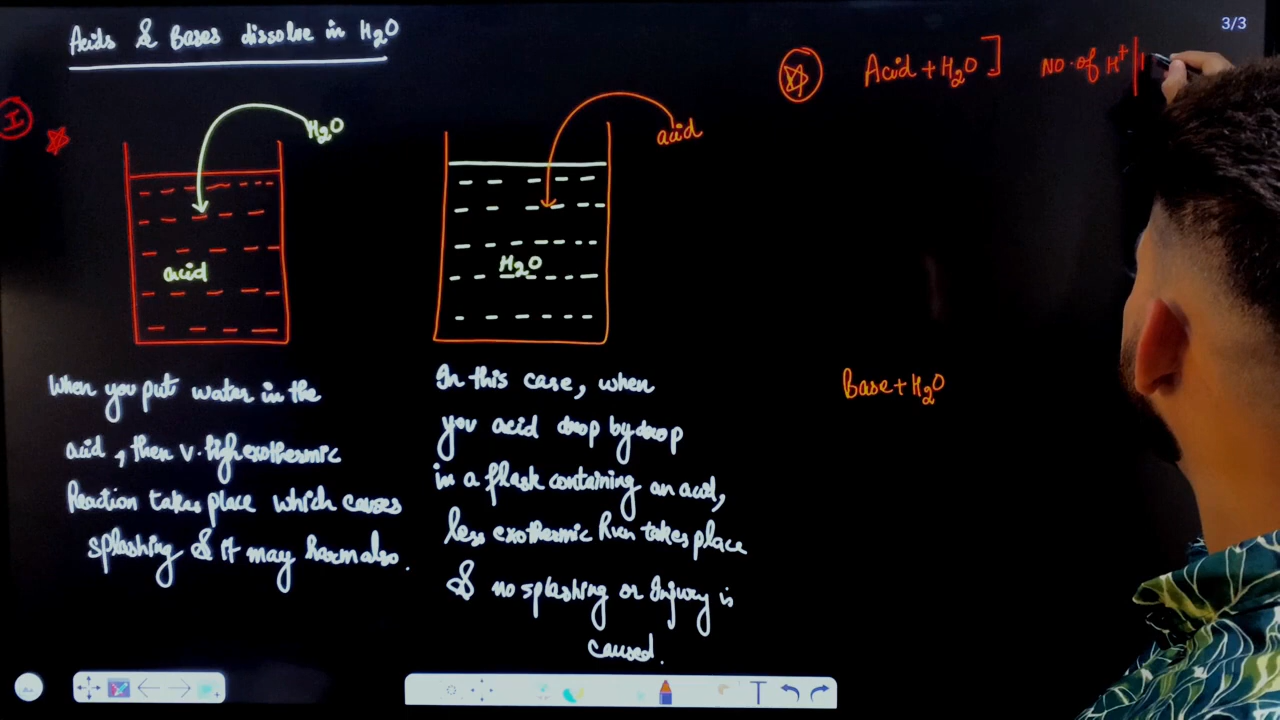 3/3
Acids & Bases dissolve in H₂O
I
H₂O
acid
When you put water in the
acid, then v. high exothermic
Reaction takes place which causes
splashing & it may harm also.
acid
H₂O
In this case, when
you acid drop by drop
in a flask containing an acid,
less exothermic Rxn takes place
& no splashing or Injury is
caused.
Acid + H₂O ] NO. of H⁺ |
Base + H₂O
T